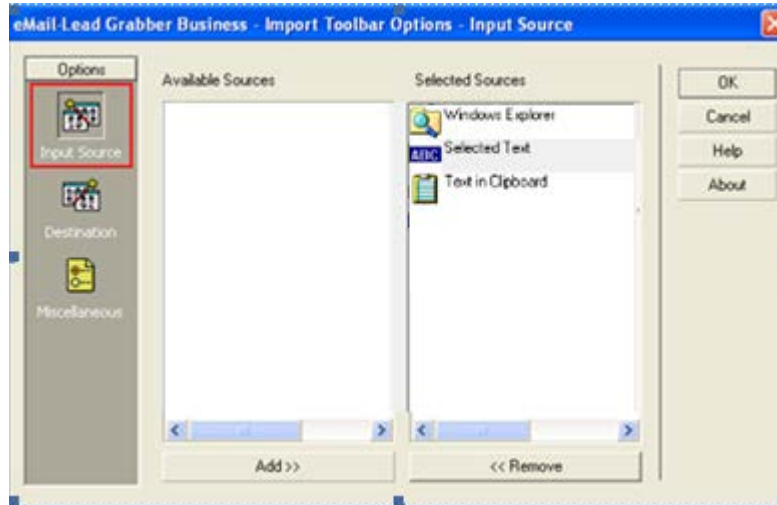 eMail-Lead Grabber Business - Import Toolbar Options - Input Source
Options
Input Source
Destination
Miscellaneous
Available Sources
Add >>
Selected Sources
Windows Explorer
ABC Selected Text
Text in Clipboard
<< Remove
OK
Cancel
Help
About